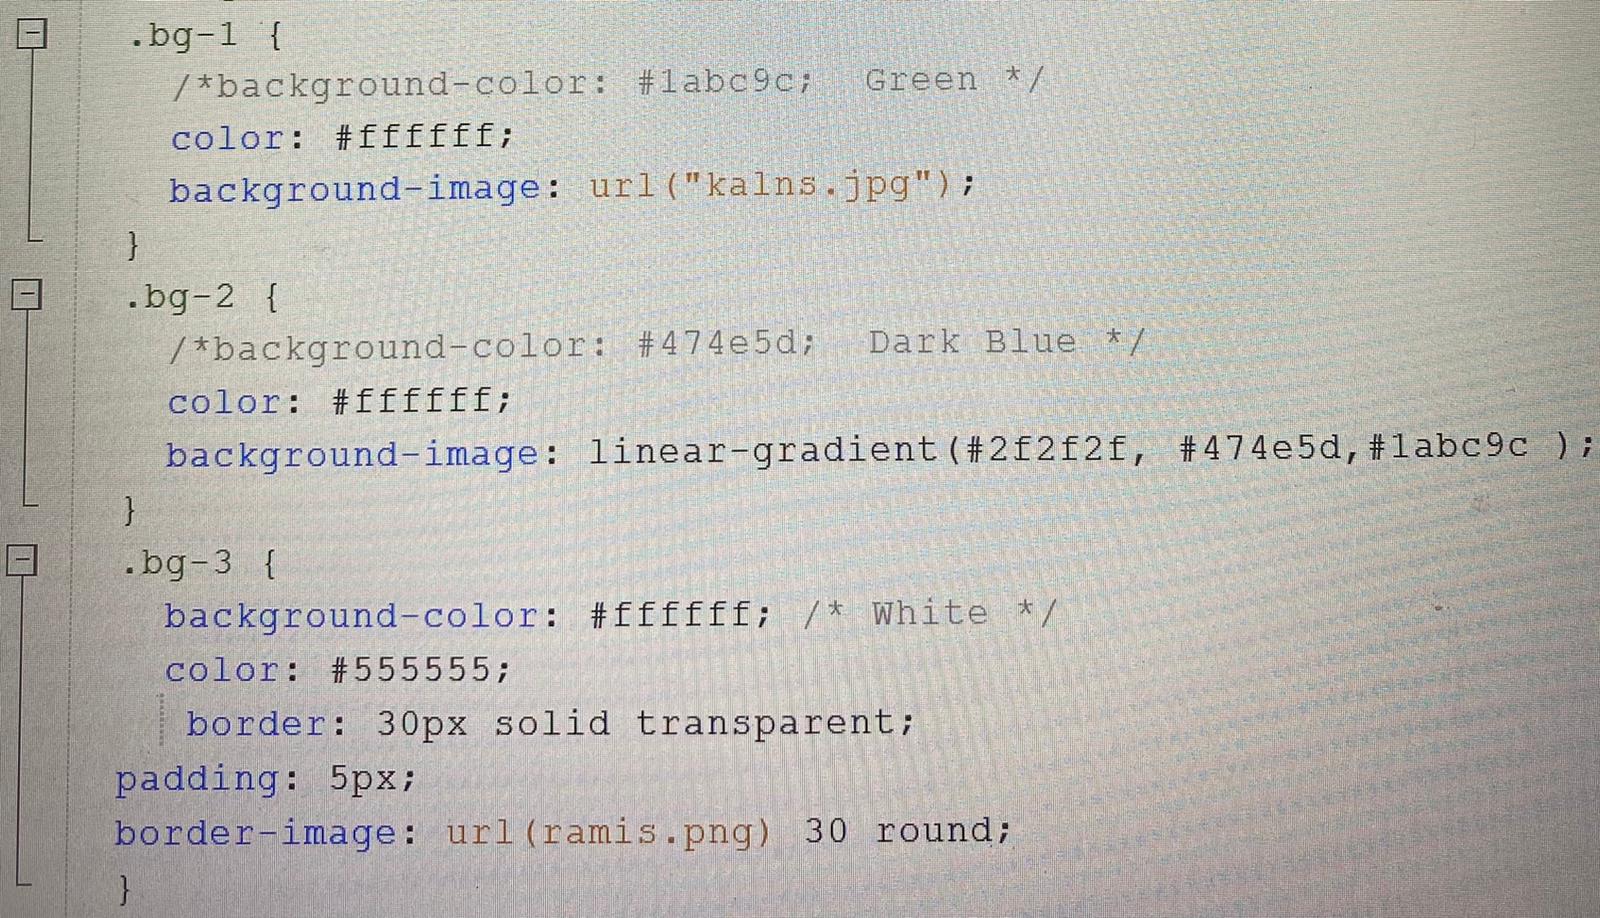 .bg-1 {
/*background-color: #1abc9c;  Green */
color: #ffffff;
background-image: url("kalns.jpg");
}
.bg-2 {
/*background-color: #474e5d;  Dark Blue */
color: #ffffff;
background-image: linear-gradient(#2f2f2f, #474e5d,#1abc9c );
}
.bg-3 {
background-color: #ffffff; /* White */
color: #555555;
border: 30px solid transparent;
padding: 5px;
border-image: url(ramis.png) 30 round;
}